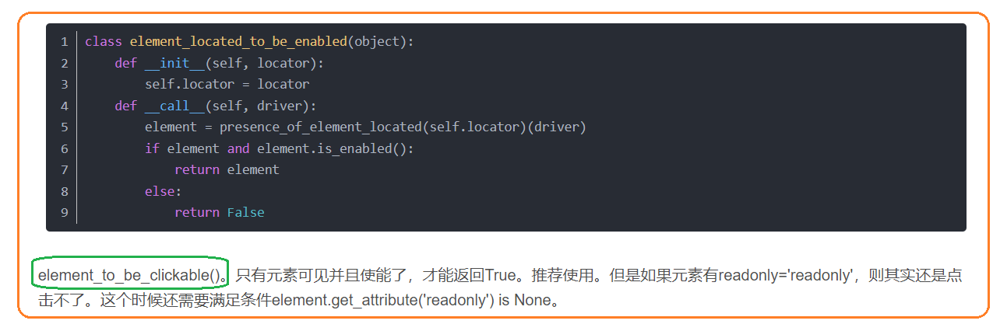 1 class element_located_to_be_enabled(object):
2     def __init__(self, locator):
3         self.locator = locator
4     def __call__(self, driver):
5         element = presence_of_element_located(self.locator)(driver)
6         if element and element.is_enabled():
7             return element
8         else:
9             return False
element_to_be_clickable()。只有元素可见并且使能了，才能返回True。推荐使用。但是如果元素有readonly='readonly'，则其实还是点
击不了。这个时候还需要满足条件element.get_attribute('readonly') is None。